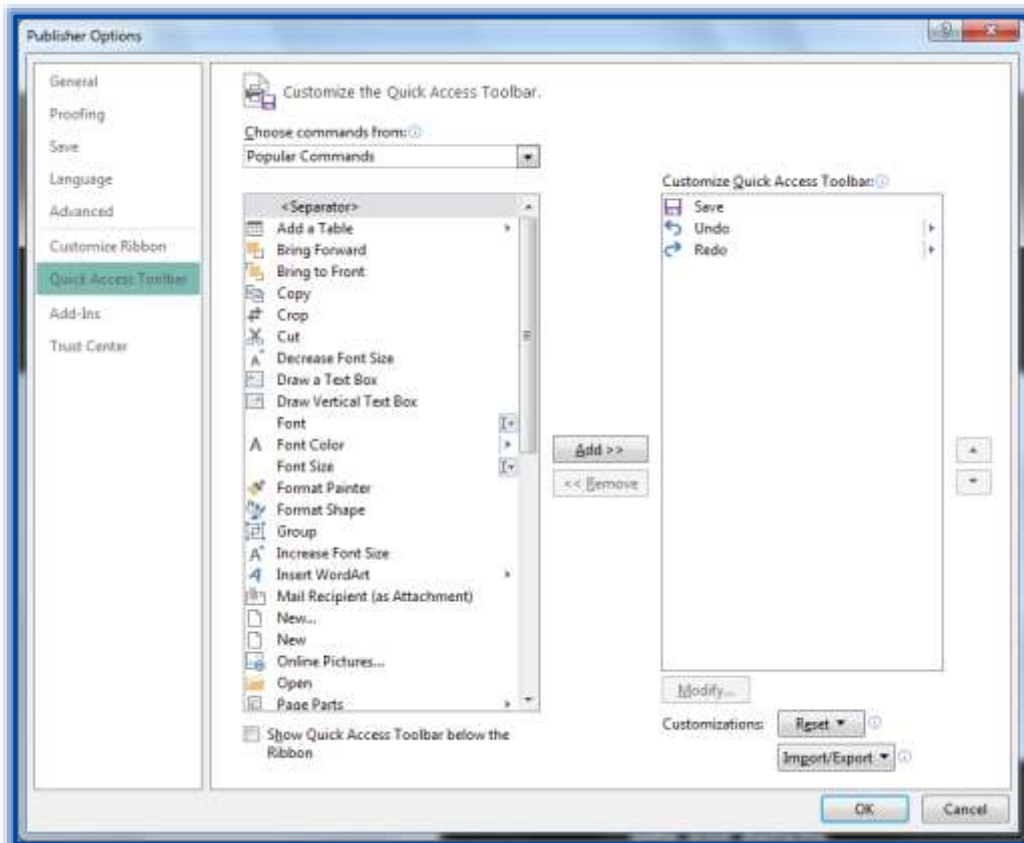 Publisher Options
General
Proofing
Save
Language
Advanced
Customize Ribbon
Quick Access Toolbar
Add-Ins
Trust Center
Customize the Quick Access Toolbar.
Choose commands from:
Popular Commands
<Separator>
Add a Table
Bring Forward
Bring to Front
Copy
Crop
Cut
Decrease Font Size
Draw a Text Box
Draw Vertical Text Box
Font
Font Color
Font Size
Format Painter
Format Shape
Group
Increase Font Size
Insert WordArt
Mail Recipient (as Attachment)
New...
New
Online Pictures...
Open
Page Parts
Show Quick Access Toolbar below the
Ribbon
Add >>
<< Remove
Customize Quick Access Toolbar:
Save
Undo
Redo
Modify...
Customizations:
Reset
Import/Export
OK
Cancel